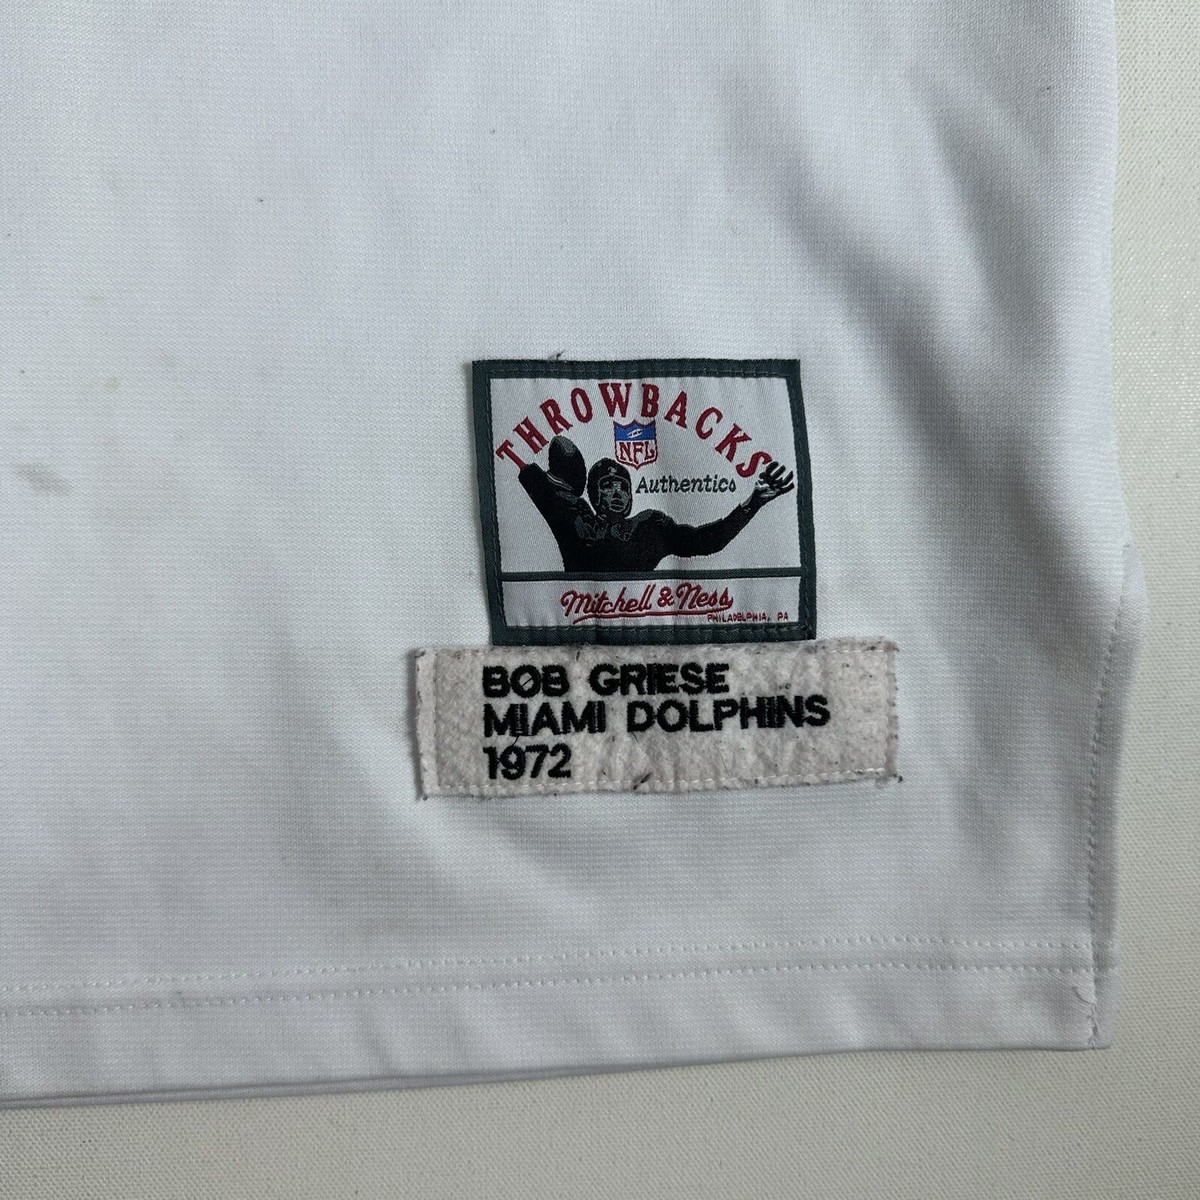 THROWBACKS
NFL
Authentics
Mitchell & Ness
PHILADELPHIA, PA
BOB GRIESE
MIAMI DOLPHINS
1972